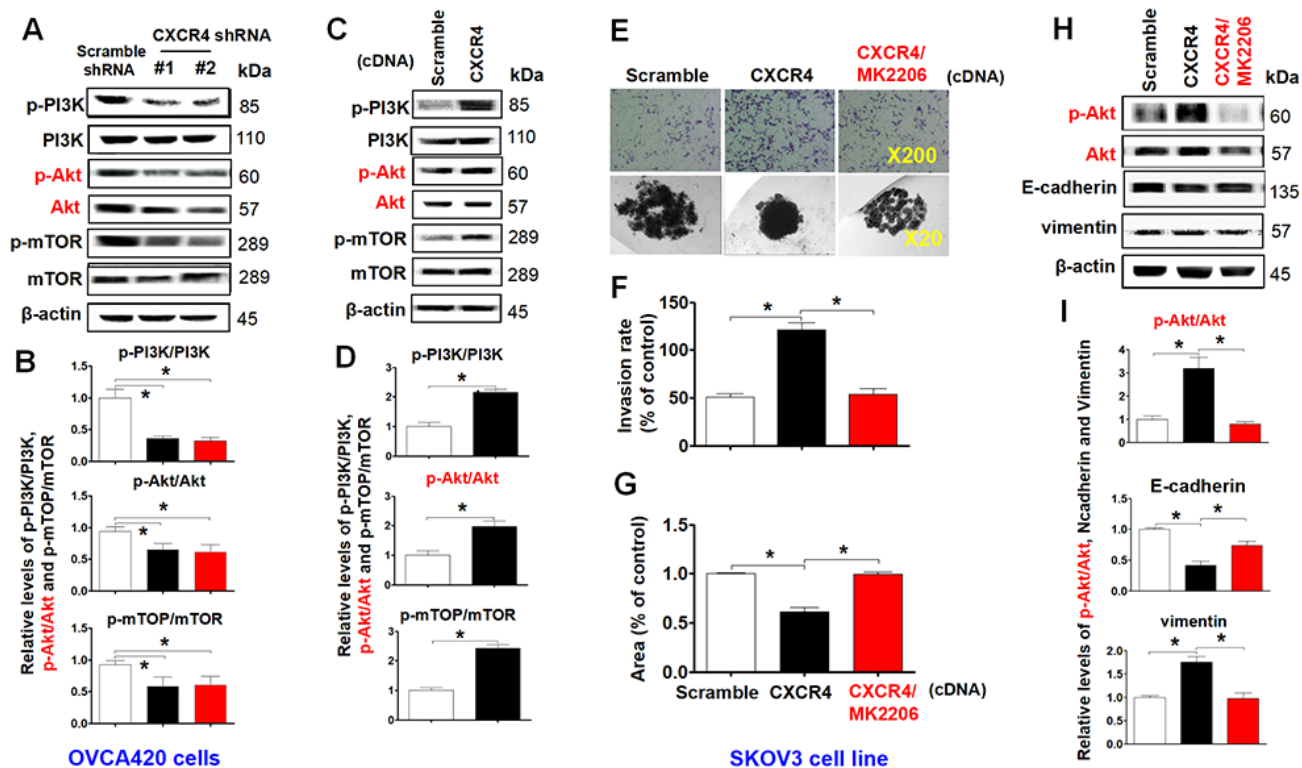 A
CXCR4 shRNA
Scramble
shRNA
#1
#2
kDa
p-PI3K
85
PI3K
110
p-Akt
60
Akt
57
p-mTOR
289
mTOR
289
β-actin
45
B
Relative levels of p-PI3K/PI3K,
p-Akt/Akt and p-mTOP/mTOR
p-PI3K/PI3K
1.0
0.5
0.0
*
*
p-Akt/Akt
1.0
0.5
0.0
*
*
p-mTOP/mTOR
1.0
0.5
0.0
*
*
OVCA420 cells
C
(cDNA)
Scramble
CXCR4
kDa
p-PI3K
85
PI3K
110
p-Akt
60
Akt
57
p-mTOR
289
mTOR
289
β-actin
45
D
Relative levels of p-PI3K/PI3K,
p-Akt/Akt and p-mTOP/mTOR
p-PI3K/PI3K
3
2
1
0
*
p-Akt/Akt
3
2
1
0
*
p-mTOP/mTOR
3
2
1
0
*
E
Scramble
CXCR4
CXCR4/
MK2206
(cDNA)
X200
X20
F
Invasion rate
(% of control)
150
100
50
0
*
*
G
Area (% of control)
1.5
1.0
0.5
0.0
*
*
Scramble
CXCR4
CXCR4/
MK2206
(cDNA)
SKOV3 cell line
H
Scramble
CXCR4
CXCR4/
MK2206
kDa
p-Akt
60
Akt
57
E-cadherin
135
vimentin
57
β-actin
45
I
Relative levels of p-Akt/Akt, Ncadherin and Vimentin
p-Akt/Akt
4
3
2
1
0
*
*
E-cadherin
1.5
1.0
0.5
0.0
*
*
vimentin
2.0
1.5
1.0
0.5
0.0
*
*